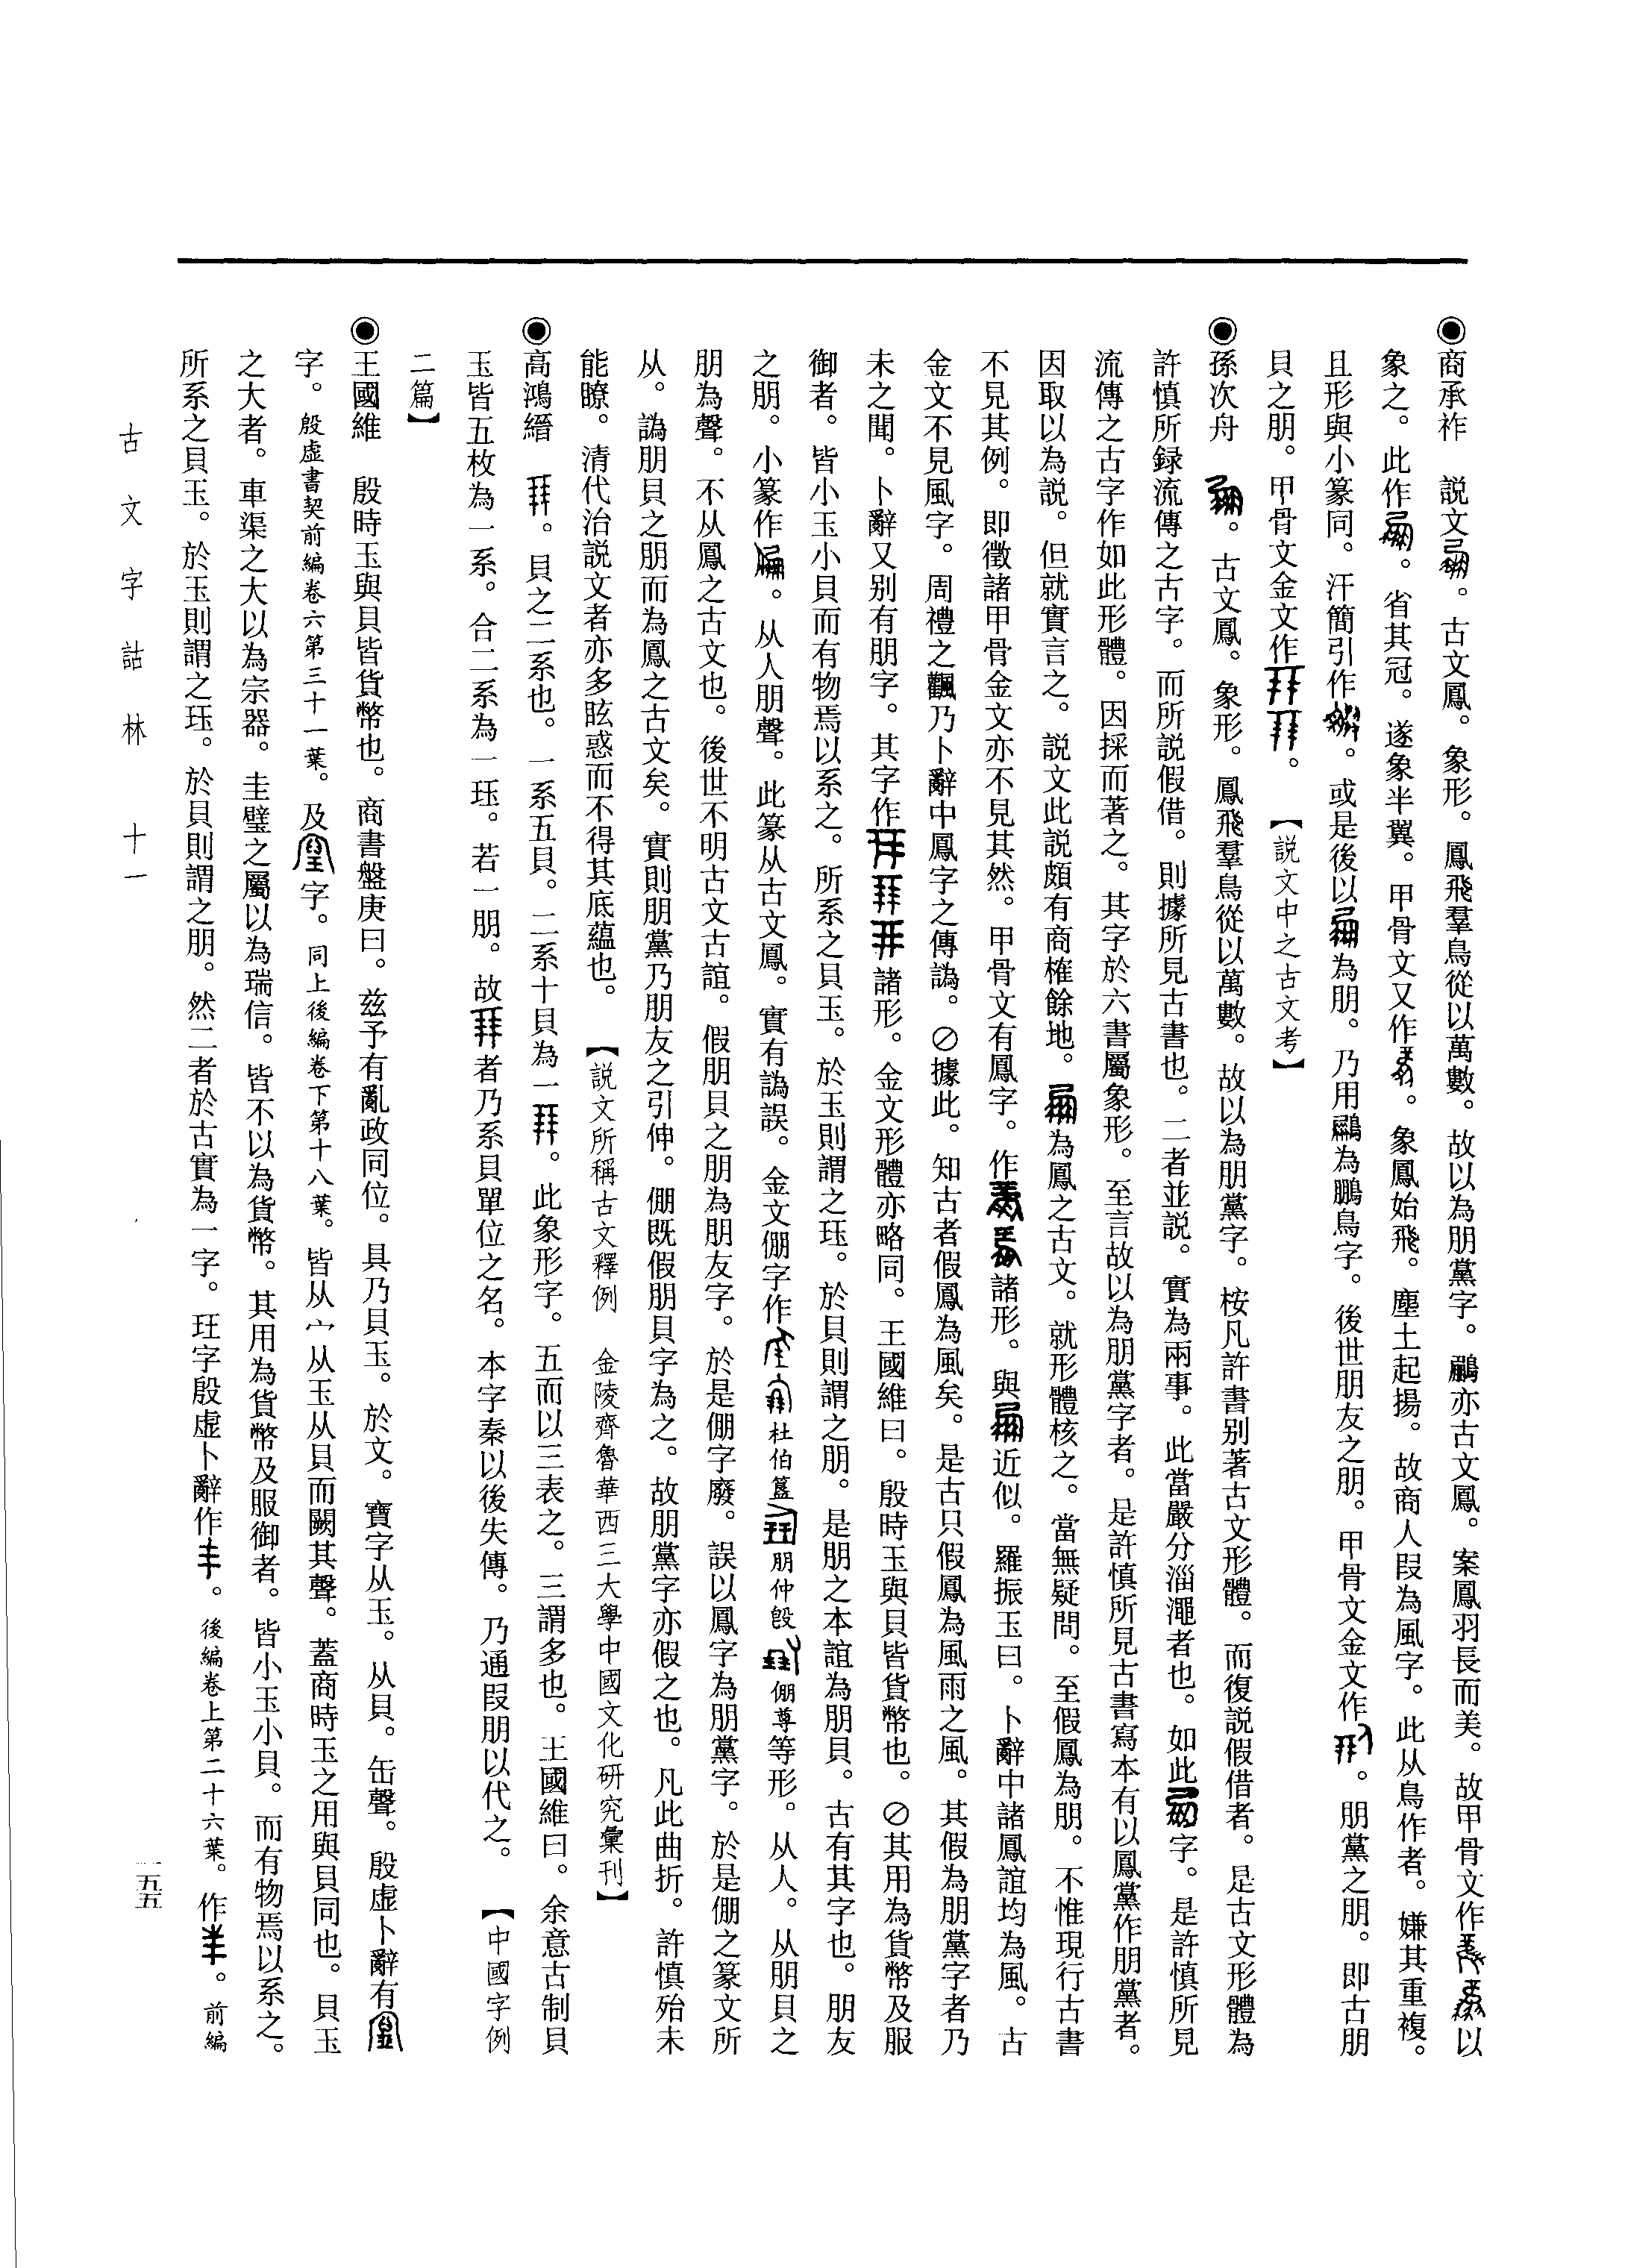 ◉商承祚　説文。古文鳳。象形。鳳飛羣鳥從以萬數。故以為朋黨字。鵬亦古文鳳。案鳳羽長而美。故甲骨文作以
象之。此作。省其冠。遂象半翼。甲骨文又作。象鳳始飛。塵土起揚。故商人叚為風字。此从鳥作者。嫌其重複。
且形與小篆同。汗簡引作。或是後以為朋。乃用鵬為鵬鳥字。後世朋友之朋。甲骨文金文作。朋黨之朋。即古朋
貝之朋。甲骨文金文作。　【説文中之古文考】
◉孫次舟　。古文鳳。象形。鳳飛羣鳥從以萬數。故以為朋黨字。桉凡許書别著古文形體。而復説假借者。是古文形體為
許慎所録流傳之古字。而所説假借。則據所見古書也。二者並説。實為兩事。此當嚴分淄澠者也。如此字。是許慎所見
流傳之古字作如此形體。因採而著之。其字於六書屬象形。至言故以為朋黨字者。是許慎所見古書寫本有以鳳黨作朋黨者。
因取以為説。但就實言之。説文此説頗有商榷餘地。為鳳之古文。就形體核之。當無疑問。至假鳳為朋。不惟現行古書
不見其例。即徵諸甲骨金文亦不見其然。甲骨文有鳳字。作諸形。與近似。羅振玉曰。卜辭中諸鳳誼均為風。古
金文不見風字。周禮之飌乃卜辭中鳳字之傳譌。⊘據此。知古者假鳳為風矣。是古只假鳳為風雨之風。其假為朋黨字者乃
未之聞。卜辭又别有朋字。其字作諸形。金文形體亦略同。王國維曰。殷時玉與貝皆貨幣也。⊘其用為貨幣及服
御者。皆小玉小貝而有物焉以系之。所系之貝玉。於玉則謂之珏。於貝則謂之朋。是朋之本誼為朋貝。古有其字也。朋友
之朋。小篆作。从人朋聲。此篆从古文鳳。實有譌誤。金文倗字作杜伯簋朋仲𣪘倗尊等形。从人。从朋貝之
朋為聲。不从鳳之古文也。後世不明古文古誼。假朋貝之朋為朋友字。於是倗字廢。誤以鳳字為朋黨字。於是倗之篆文所
从。譌朋貝之朋而為鳳之古文矣。實則朋黨乃朋友之引伸。倗既假朋貝字為之。故朋黨字亦假之也。凡此曲折。許慎殆未
能瞭。清代治説文者亦多眩惑而不得其底蘊也。　【説文所稱古文釋例　金陵齊魯華西三大學中國文化研究彙刊】
◉高鴻縉　。貝之二系也。一系五貝。二系十貝為一。此象形字。五而以三表之。三謂多也。王國維曰。余意古制貝
玉皆五枚為一系。合二系為一珏。若一朋。故者乃系貝單位之名。本字秦以後失傳。乃通叚朋以代之。　【中國字例
二篇】
◉王國維　殷時玉與貝皆貨幣也。商書盤庚曰。兹予有亂政同位。具乃貝玉。於文。寶字从玉。从貝。缶聲。殷虚卜辭有
字。殷虚書契前編卷六第三十一葉。及字。同上後編卷下第十八葉。皆从宀从玉从貝而闕其聲。蓋商時玉之用與貝同也。貝玉
之大者。車渠之大以為宗器。圭璧之屬以為瑞信。皆不以為貨幣。其用為貨幣及服御者。皆小玉小貝。而有物焉以系之。
所系之貝玉。於玉則謂之珏。於貝則謂之朋。然二者於古實為一字。玨字殷虚卜辭作。後編卷上第二十六葉。作。前編
古文字詁林　十一
一五五